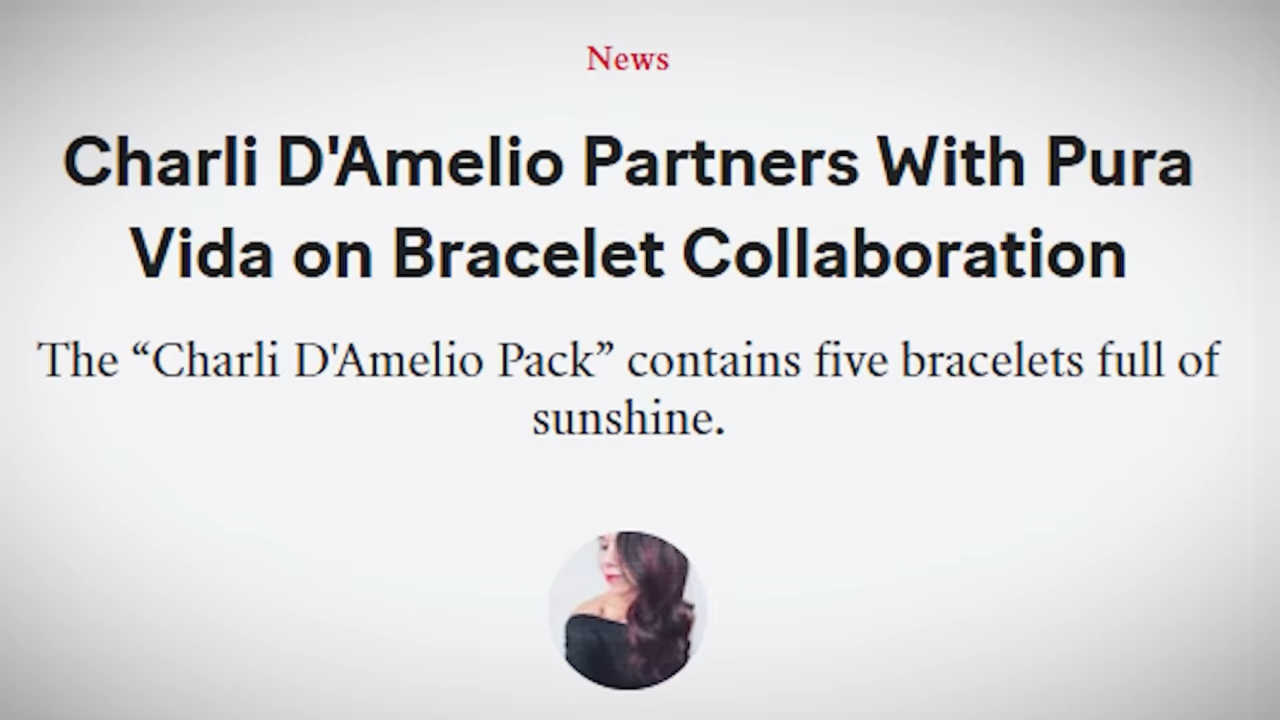 News
Charli D'Amelio Partners With Pura
Vida on Bracelet Collaboration
The “Charli D'Amelio Pack” contains five bracelets full of
sunshine.